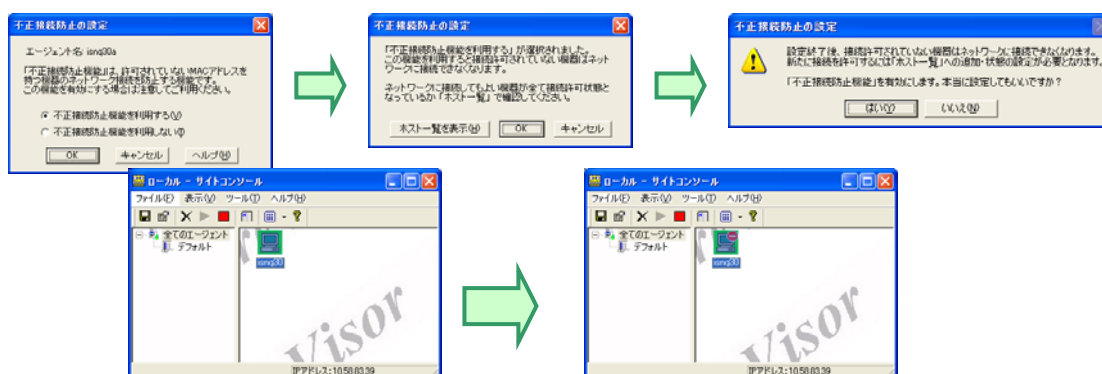 不正接続防止の設定
エージェント名: isnq30a
「不正接続防止機能」は、許可されていないMACアドレスを
持つ機器のネットワーク接続を防止する機能です。
この機能を有効にする場合は注意してご利用ください。
不正接続防止機能を利用する(U)
不正接続防止機能を利用しない(I)
OK
キャンセル
ヘルプ(H)
不正接続防止の設定
「不正接続防止機能を利用する」が選択されました。
この機能を利用すると接続許可されていない機器はネット
ワークに接続できなくなります。
ネットワークに接続しても良い機器が全て接続許可状態と
なっているか「ホスト一覧」で確認してください。
ホスト一覧を表示(H)
OK
キャンセル
不正接続防止の設定
設定終了後、接続許可されていない機器はネットワークに接続できなくなります。
新たに接続を許可するには「ホスト一覧」への追加・状態の設定が必要となります。
「不正接続防止機能」を有効にします。本当に設定してもいいですか?
はい(Y)
いいえ(N)
ローカル - サイトコンソール
ファイル(F) 表示(V) ツール(T) ヘルプ(H)
全てのエージェント
デフォルト
isnq30
Visor
IPアドレス:10.58.83.39
ローカル - サイトコンソール
ファイル(F) 表示(V) ツール(T) ヘルプ(H)
全てのエージェント
デフォルト
isnq30
Visor
IPアドレス:10.58.83.39